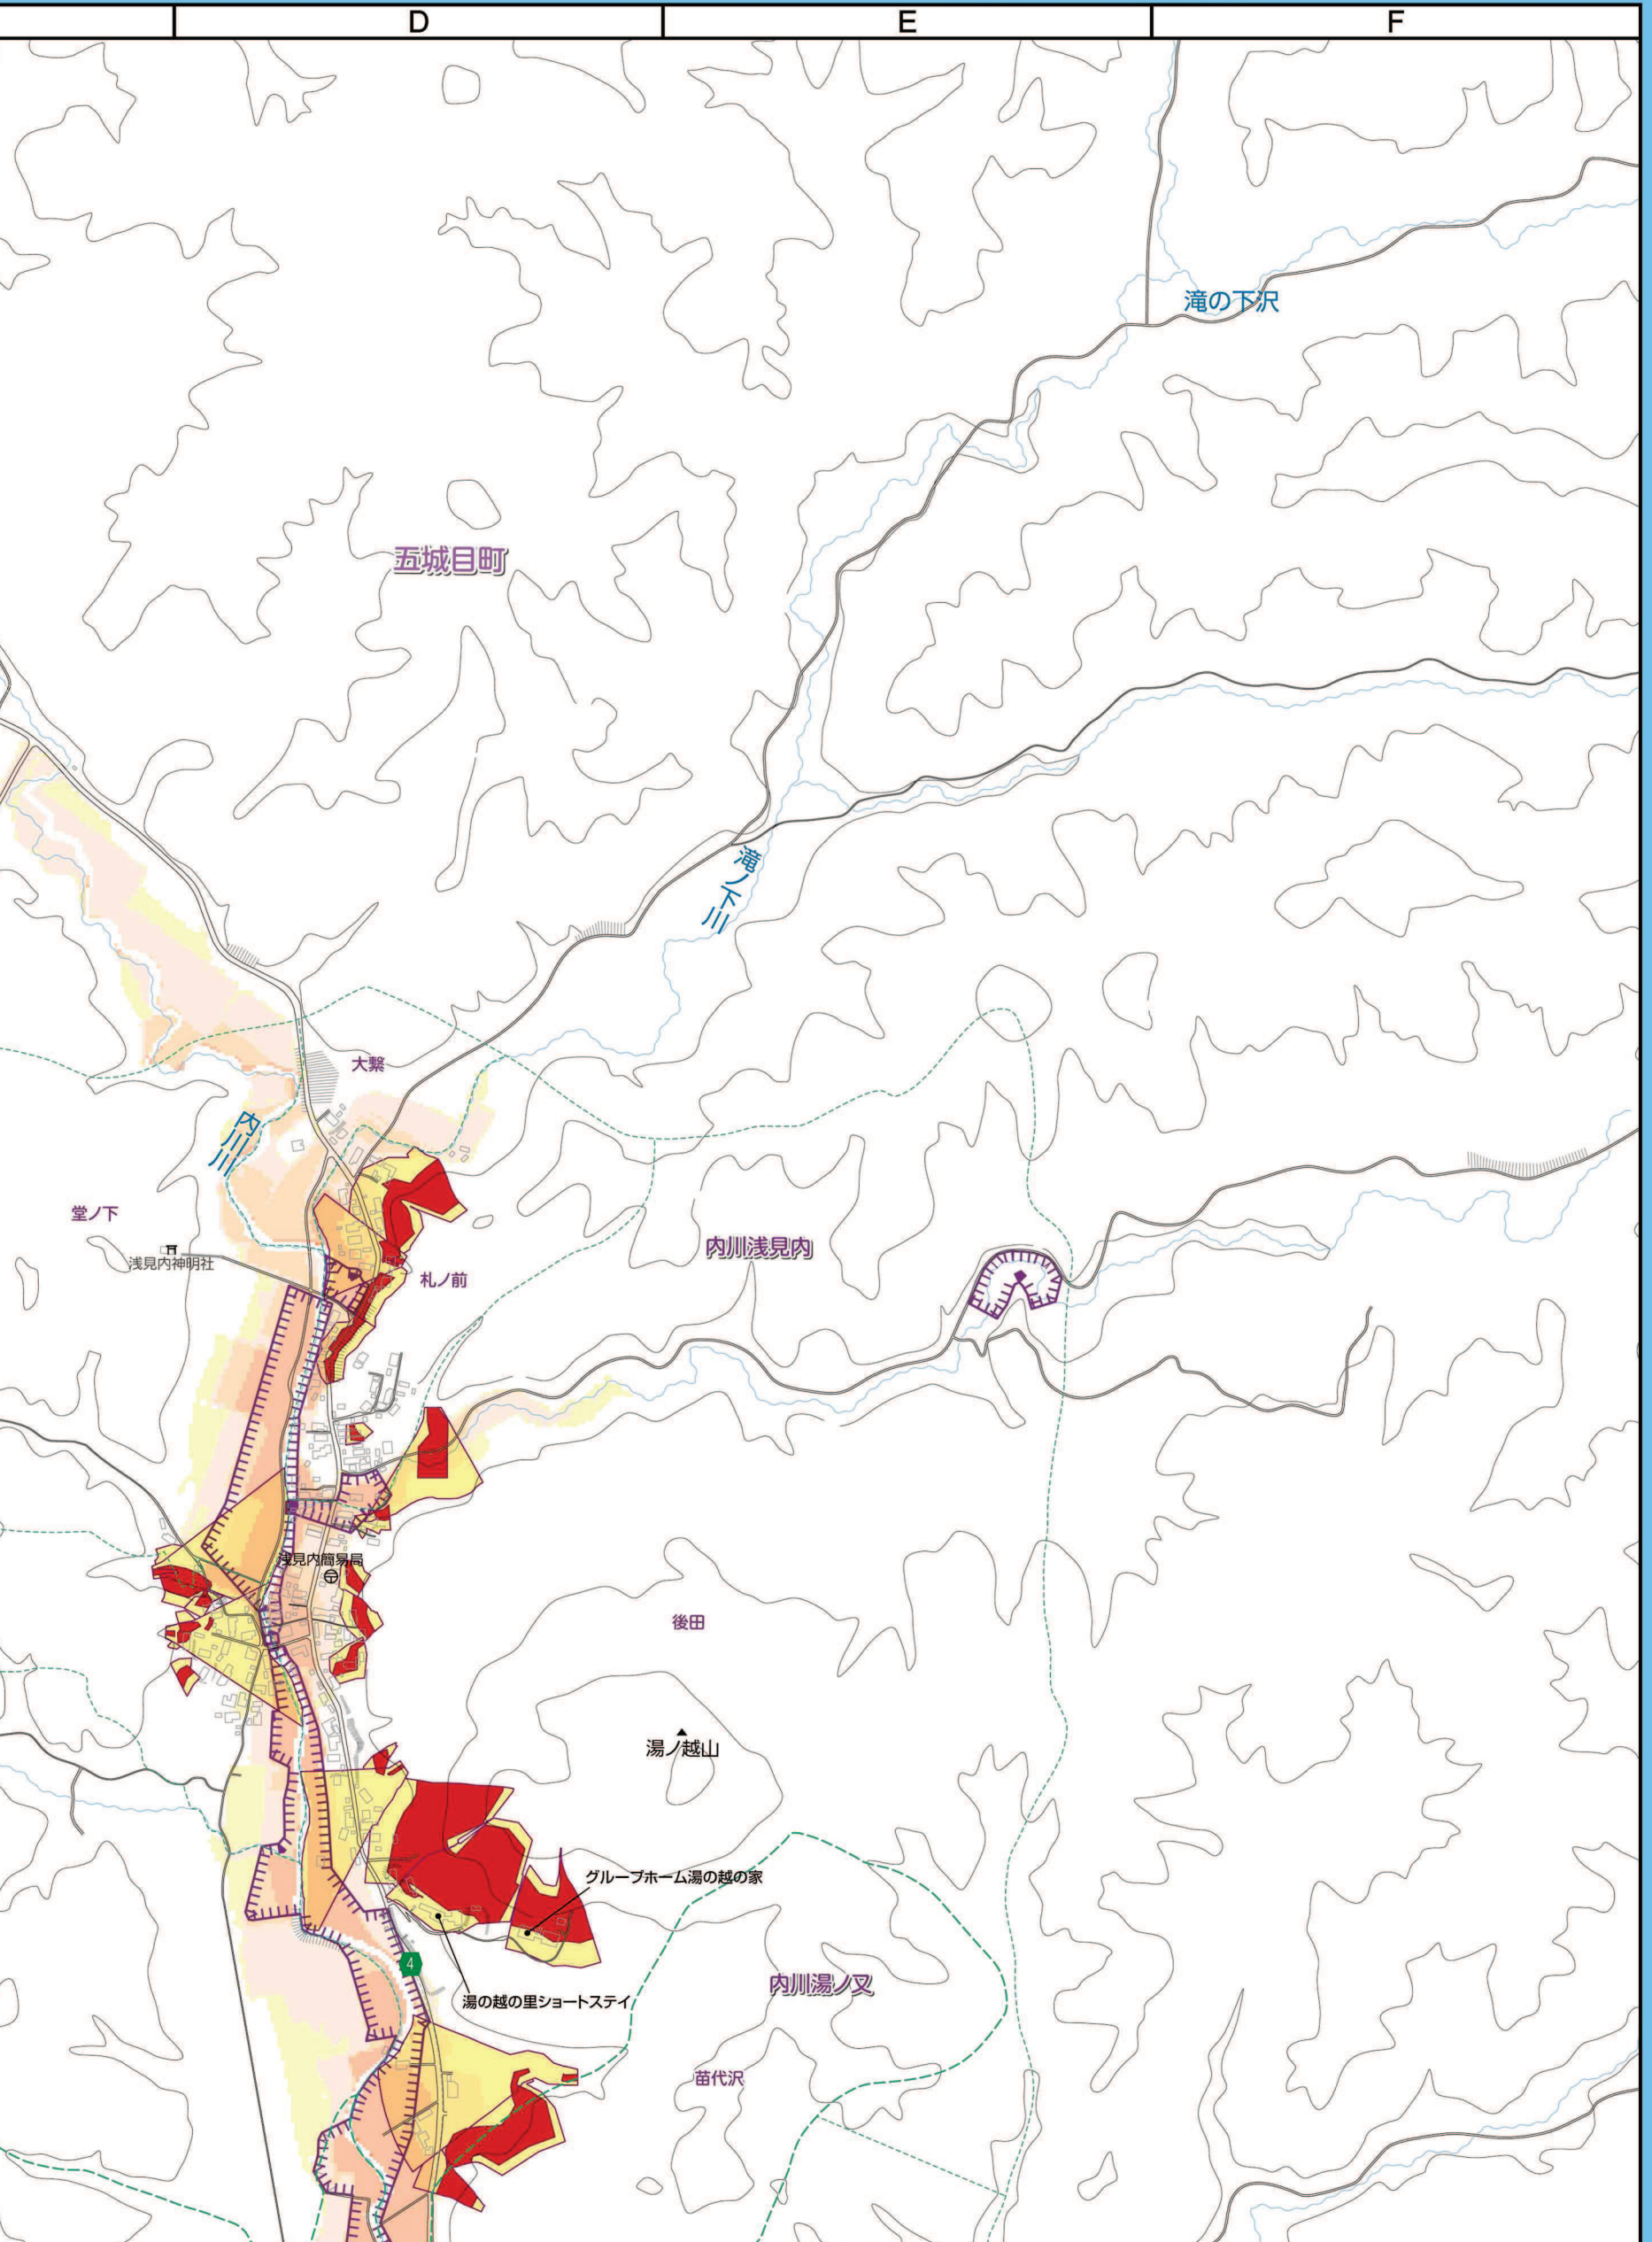 D
E
F
滝の下沢
五城目町
滝ノ下川
大繋
内川川
堂ノ下
浅見内神明社
内川浅見内
札ノ前
浅見内簡易局
後田
湯ノ越山
グループホーム湯の越の家
4
内川湯ノ又
湯の越の里ショートステイ
苗代沢